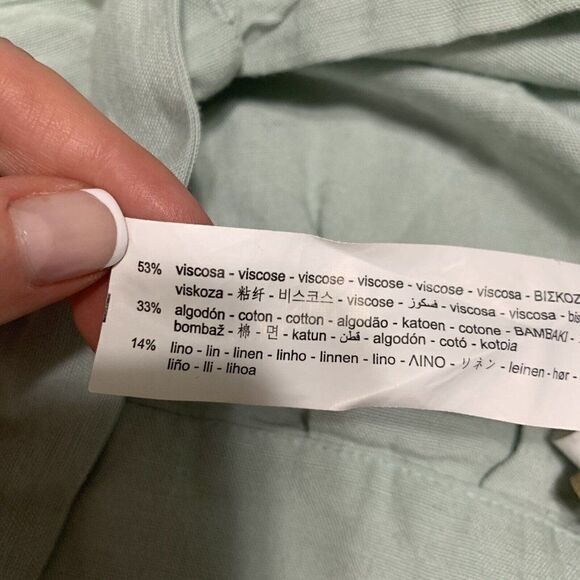 53% viscosa - viscose - viscose - viscose - viscose - viscosa - ΒΙΣΚΟΖ
viskoza - 粘纤 - 비스코스 - viscose - فسكوز - viscosa - viscosa - bis
33% algodón - coton - cotton - algodão - katoen - cotone - ΒΑΜΒΑΚΙ -
bombaž - 棉 - 면 - katun - قطن - algodón - cotó - kotoia
14% lino - lin - linen - linho - linnen - lino - ΛΙΝΟ - リネン - leinen - hør -
liño - lli - lihoa